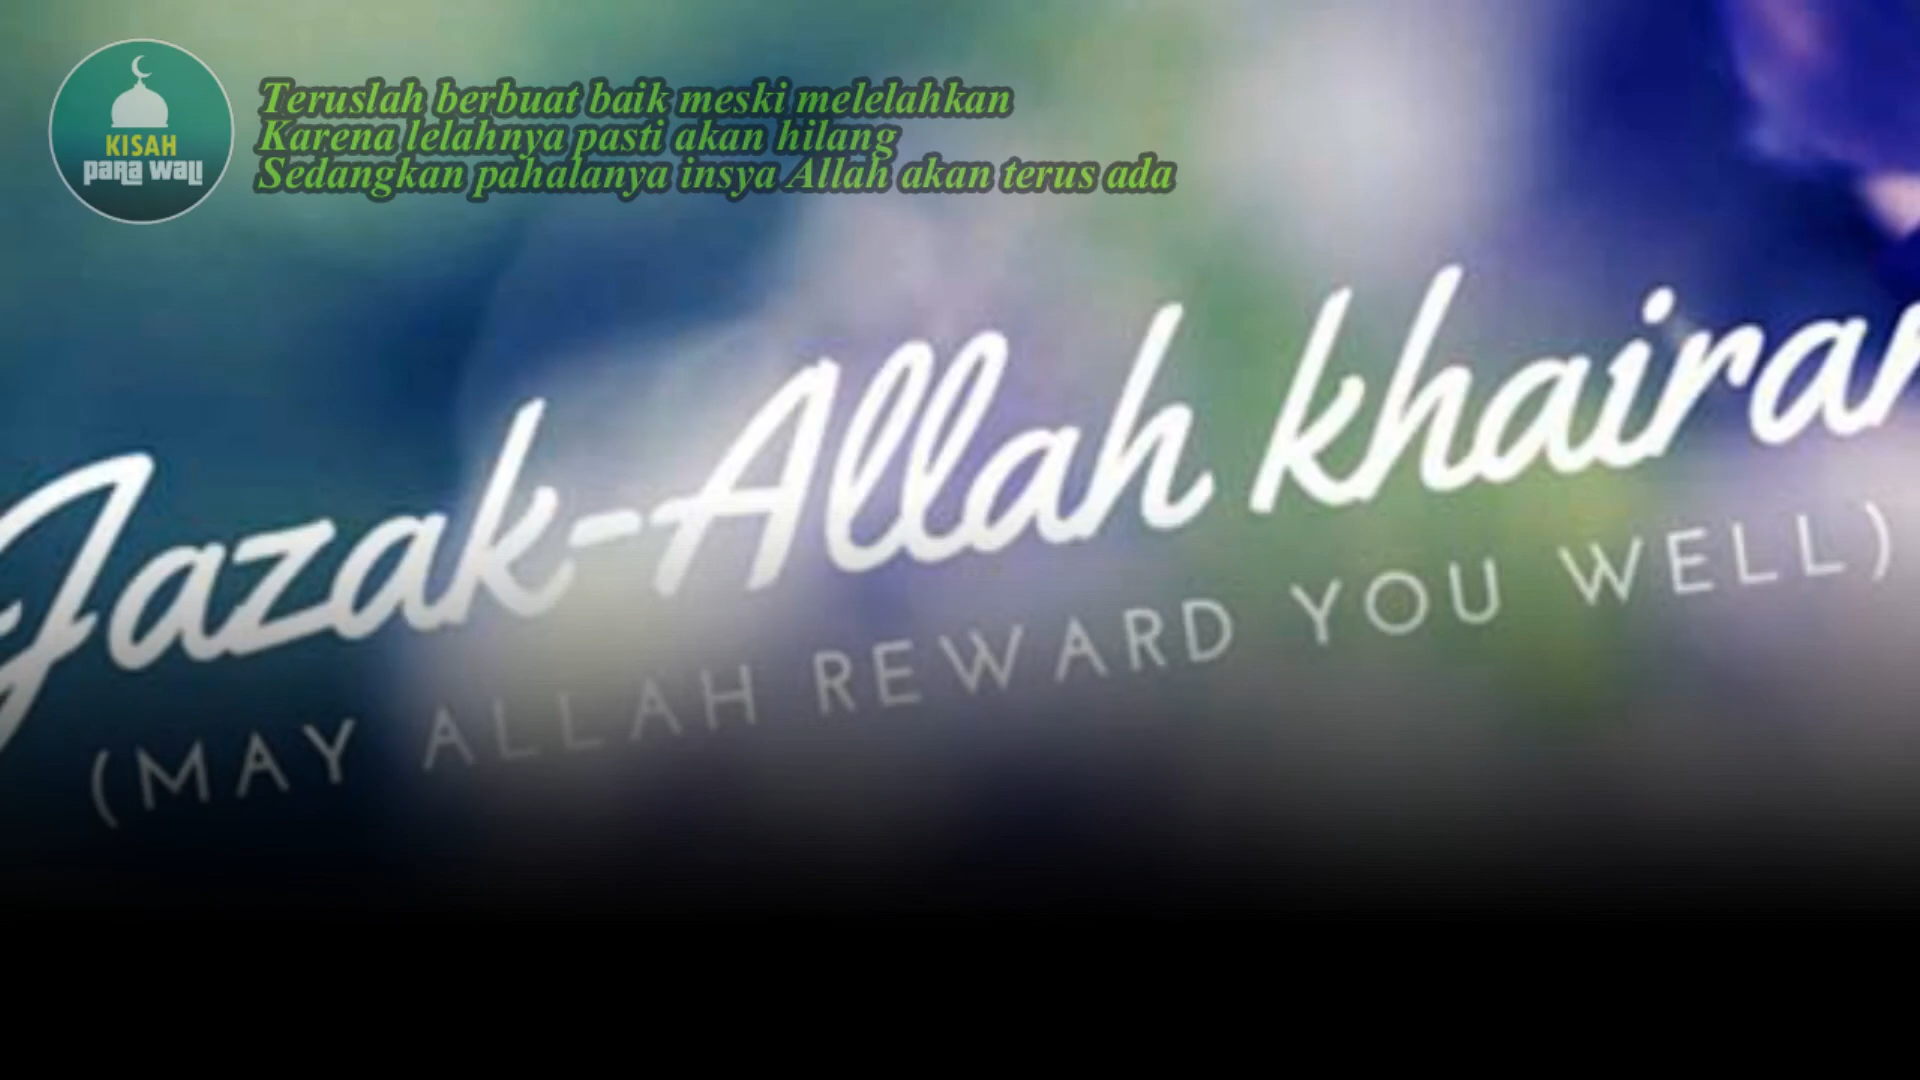 KISAH
para wali
Teruslah berbuat baik meski melelahkan
Karena lelahnya pasti akan hilang
Sedangkan pahalanya insya Allah akan terus ada
Jazak-Allah khairan
(MAY ALLAH REWARD YOU WELL)